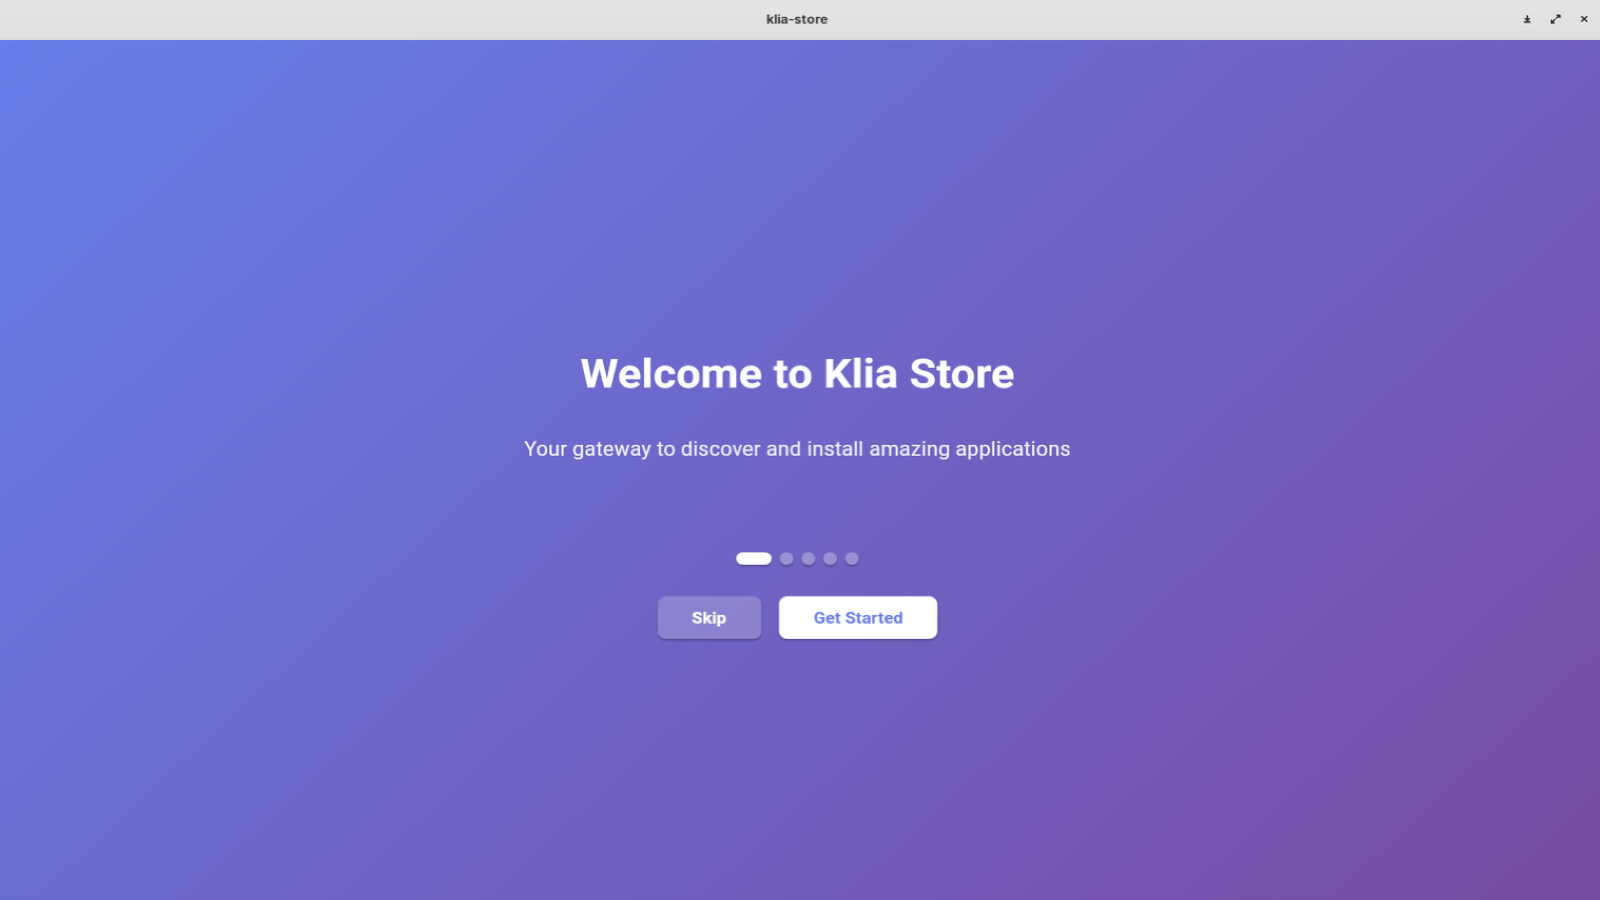 klia-store
Welcome to Klia Store
Your gateway to discover and install amazing applications
Skip
Get Started